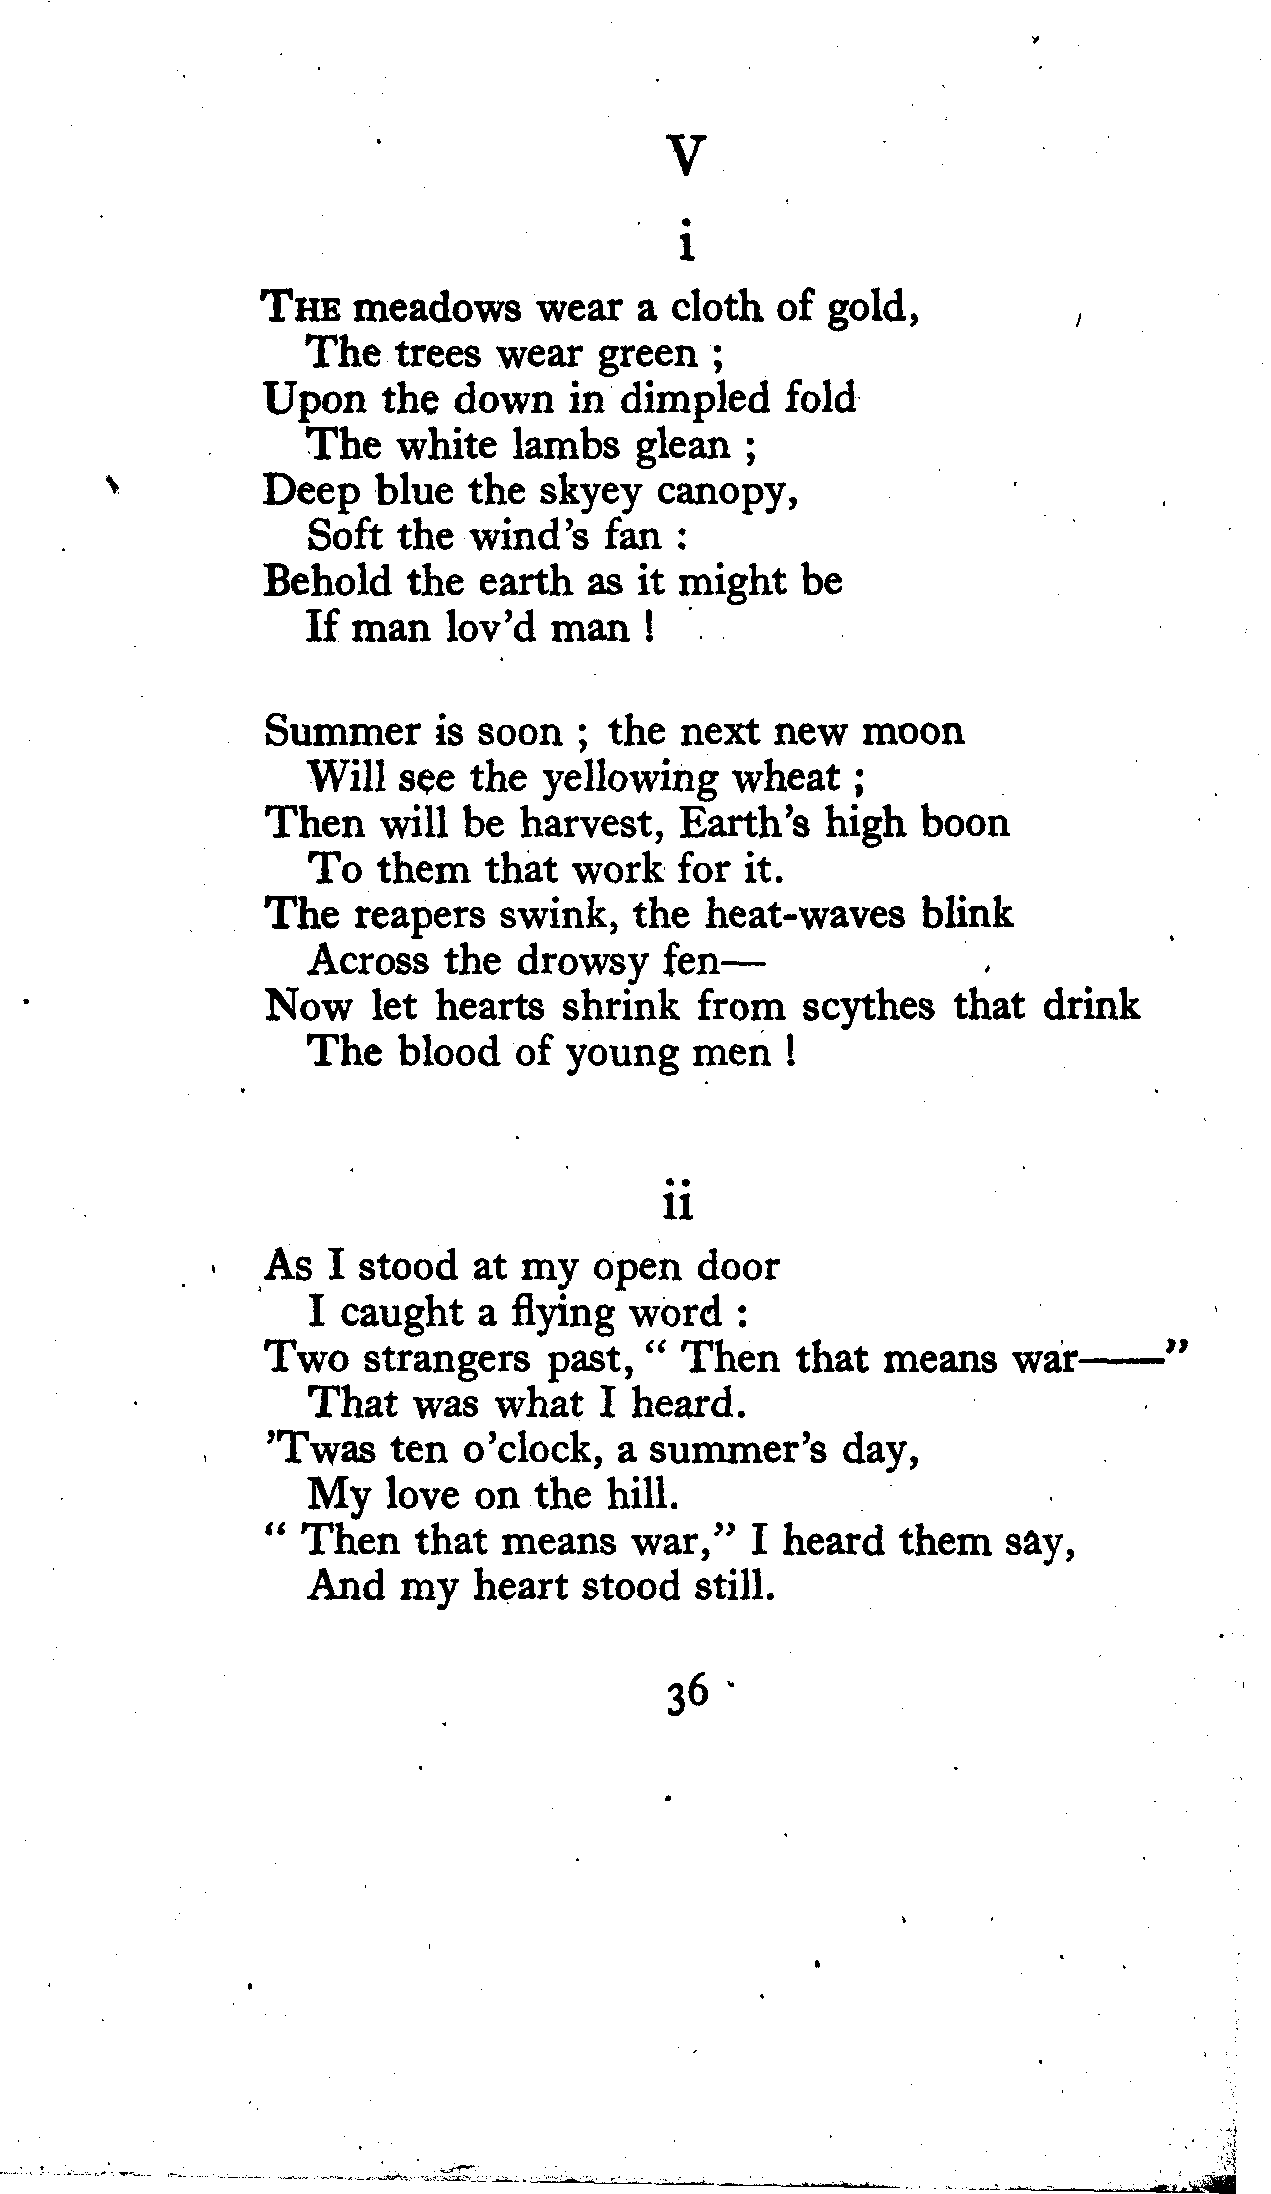 V
i
THE meadows wear a cloth of gold,
The trees wear green ;
Upon the down in dimpled fold
The white lambs glean ;
Deep blue the skyey canopy,
Soft the wind's fan :
Behold the earth as it might be
If man lov'd man !
Summer is soon ; the next new moon
Will see the yellowing wheat ;
Then will be harvest, Earth's high boon
To them that work for it.
The reapers swink, the heat-waves blink
Across the drowsy fen—
Now let hearts shrink from scythes that drink
The blood of young men !
ii
As I stood at my open door
I caught a flying word :
Two strangers past, “ Then that means war——”
That was what I heard.
’Twas ten o'clock, a summer's day,
My love on the hill.
“ Then that means war,” I heard them say,
And my heart stood still.
36